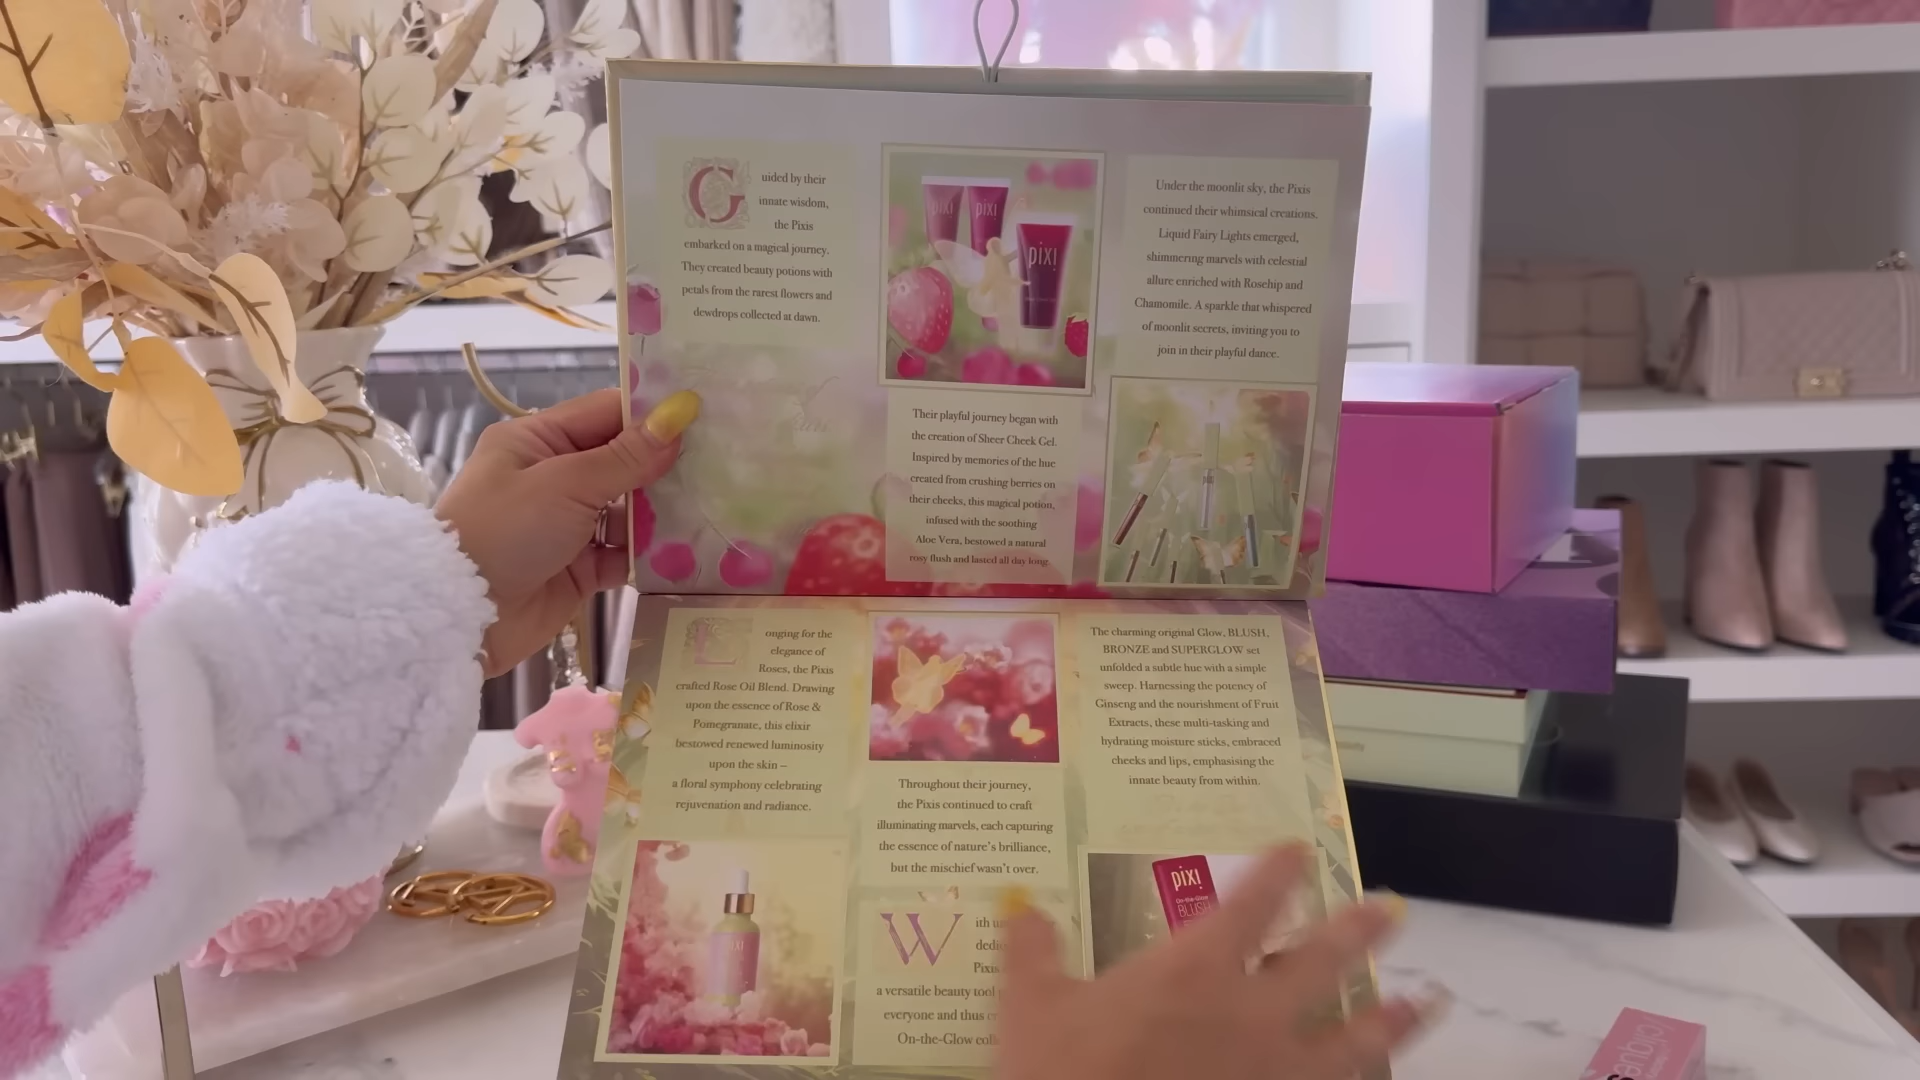 Guided by their
innate wisdom,
the Pixis
embarked on a magical journey.
They created beauty potions with
petals from the rarest flowers and
dewdrops collected at dawn.
pixi
pixi
pixi
Their playful journey began with
the creation of Sheer Cheek Gel.
Inspired by memories of the hue
created from crushing berries on
their cheeks, this magical potion,
infused with the soothing
Aloe Vera, bestowed a natural
rosy flush and lasted all day long.
Under the moonlit sky, the Pixis
continued their whimsical creations.
Liquid Fairy Lights emerged,
shimmering marvels with celestial
allure enriched with Rosehip and
Chamomile. A sparkle that whispered
of moonlit secrets, inviting you to
join in their playful dance.
Longing for the
elegance of
Roses, the Pixis
crafted Rose Oil Blend. Drawing
upon the essence of Rose &
Pomegranate, this elixir
bestowed renewed luminosity
upon the skin –
a floral symphony celebrating
rejuvenation and radiance.
Throughout their journey,
the Pixis continued to craft
illuminating marvels, each capturing
the essence of nature's brilliance,
but the mischief wasn't over.
With
Pixis
a versatile beauty tool
everyone and thus
On-the-Glow
The charming original Glow, BLUSH,
BRONZE and SUPERGLOW set
unfolded a subtle hue with a simple
sweep. Harnessing the potency of
Ginseng and the nourishment of Fruit
Extracts, these multi-tasking and
hydrating moisture sticks, embraced
cheeks and lips, emphasising the
innate beauty from within.
pixi
On-the-Glow
BLUSH